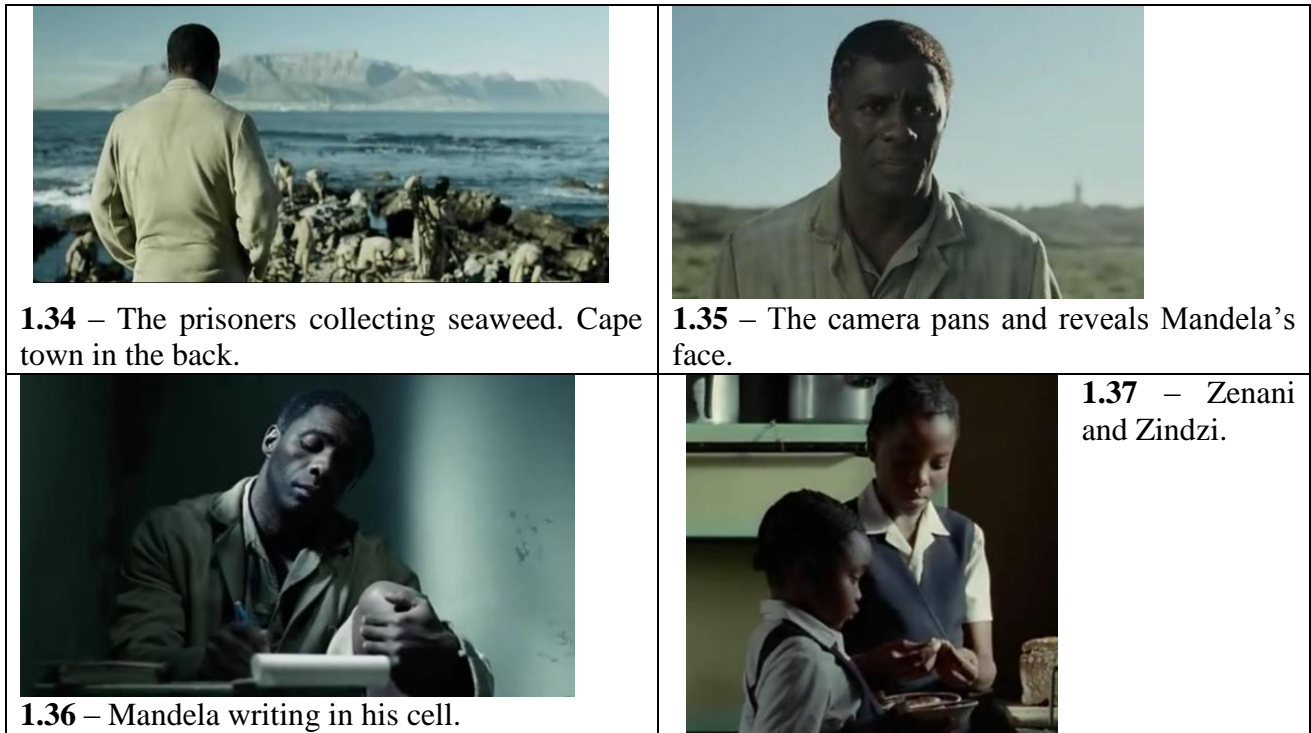 1.34 – The prisoners collecting seaweed. Cape
town in the back.
1.35 – The camera pans and reveals Mandela’s
face.
1.36 – Mandela writing in his cell.
1.37 – Zenani
and Zindzi.